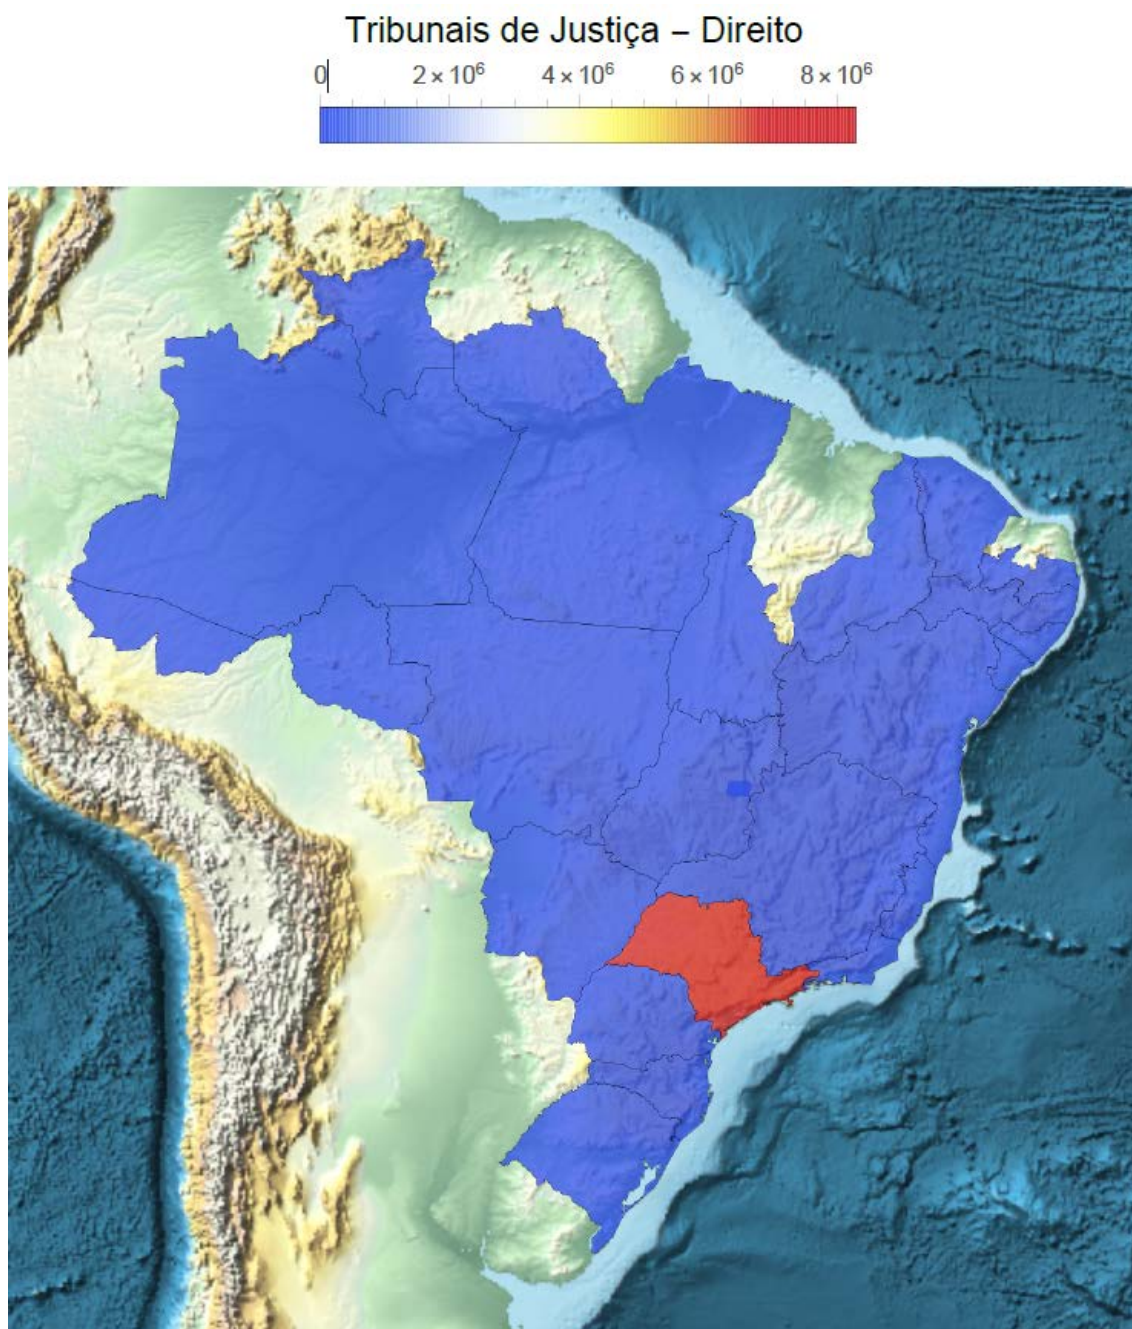 Tribunais de Justiça – Direito
0 2 × 10⁶ 4 × 10⁶ 6 × 10⁶ 8 × 10⁶